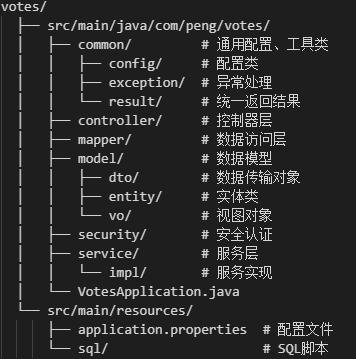 votes/
├── src/main/java/com/peng/votes/
│   ├── common/          # 通用配置、工具类
│   │   ├── config/      # 配置类
│   │   ├── exception/   # 异常处理
│   │   └── result/      # 统一返回结果
│   ├── controller/      # 控制器层
│   ├── mapper/          # 数据访问层
│   ├── model/           # 数据模型
│   │   ├── dto/         # 数据传输对象
│   │   ├── entity/      # 实体类
│   │   └── vo/          # 视图对象
│   ├── security/        # 安全认证
│   ├── service/         # 服务层
│   │   └── impl/        # 服务实现
│   └── VotesApplication.java
└── src/main/resources/
│   ├── application.properties  # 配置文件
│   └── sql/                    # SQL脚本